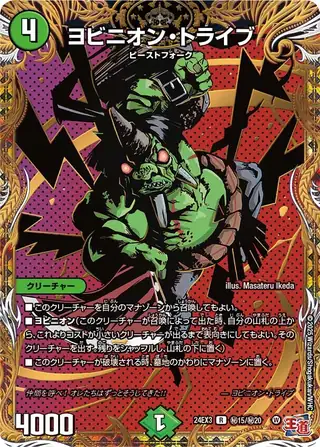 4
ヨビニオン・トライブ
ビーストフォーク
illus. Masateru Ikeda
クリーチャー
■このクリーチャーを自分のマナゾーンから召喚してもよい。
■ヨビニオン(このクリーチャーが召喚によって出た時、自分の山札の上か
ら、これよりコストが小さいクリーチャーが出るまで表向きにしてもよい。そ
のクリーチャーを出す。残りをシャッフルし、山札の下に置く)
■このクリーチャーが破壊される時、墓地のかわりにマナゾーンに置く。
仲間を呼べ!オレたちはずっとそうしてきた!!
— ヨビニオン・トライブ
4000
1
24EX3 R ㊙15/㊙20 W
王道